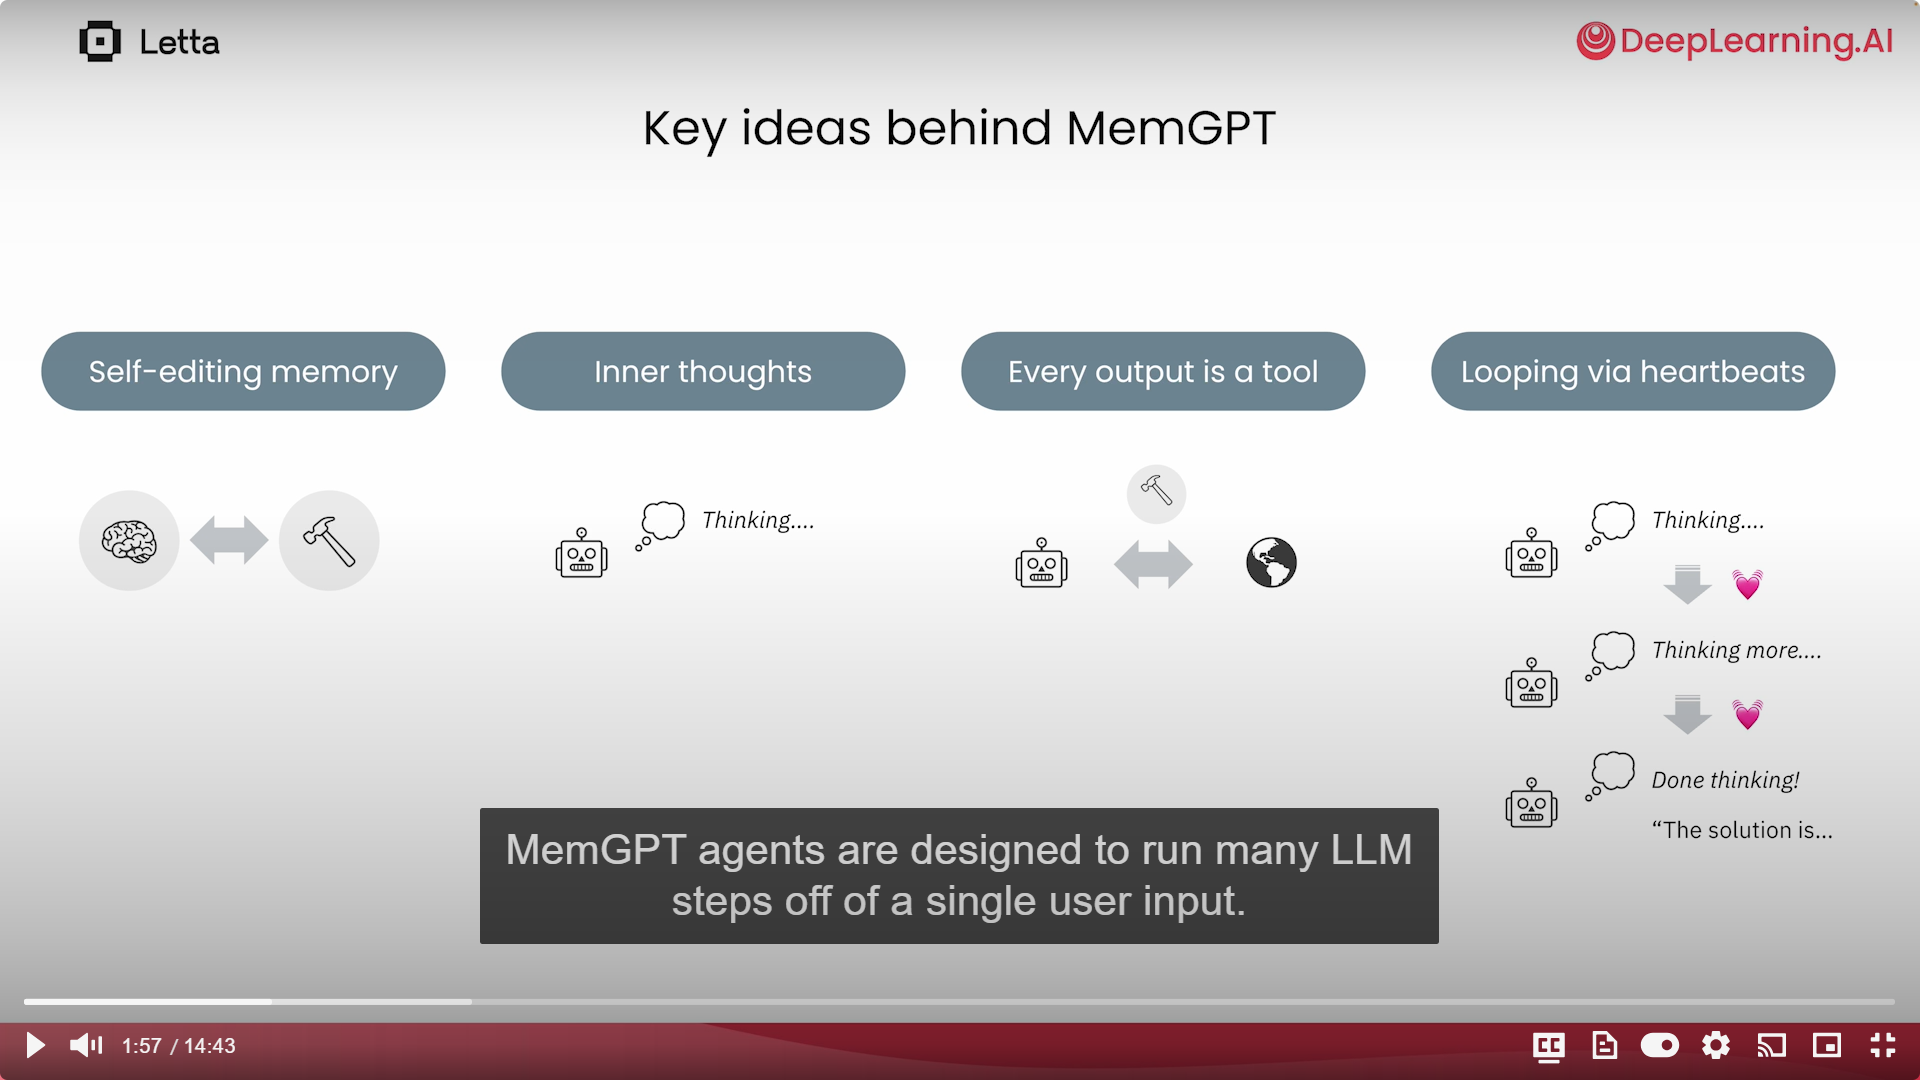 Letta
DeepLearning.AI
Key ideas behind MemGPT
Self-editing memory
Inner thoughts
Every output is a tool
Looping via heartbeats
Thinking....
Thinking....
Thinking more....
Done thinking!
“The solution is...
MemGPT agents are designed to run many LLM
steps off of a single user input.
1:57 / 14:43
CC